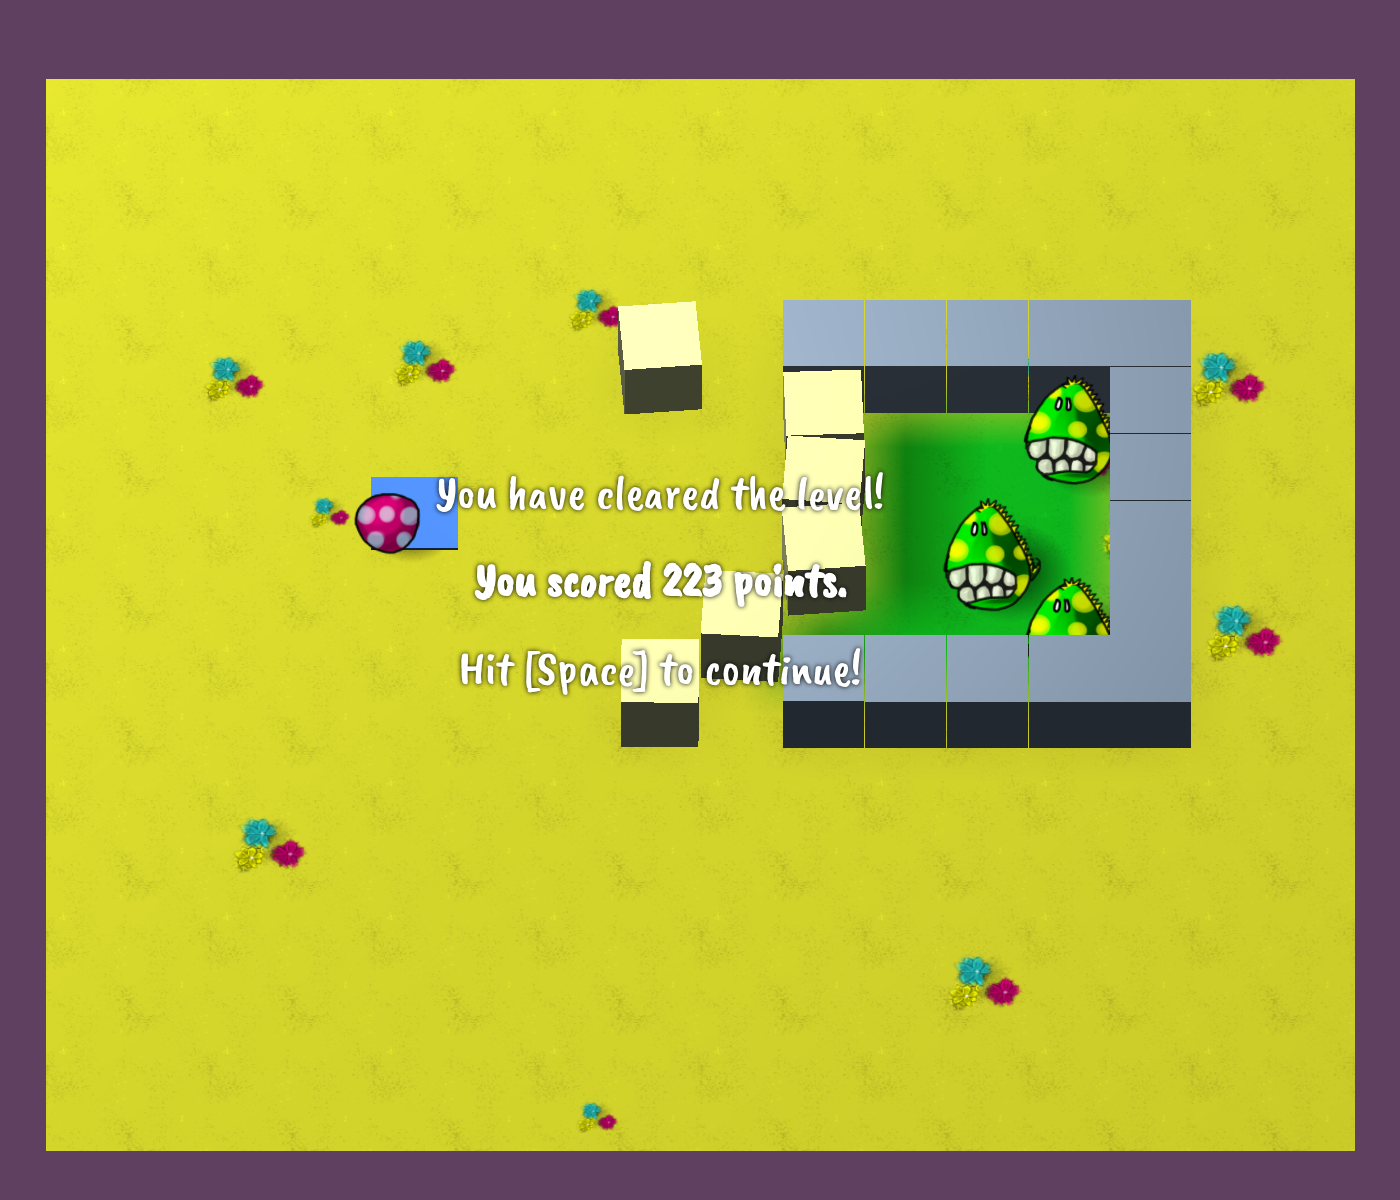 You have cleared the level!
You scored 223 points.
Hit [Space] to continue!